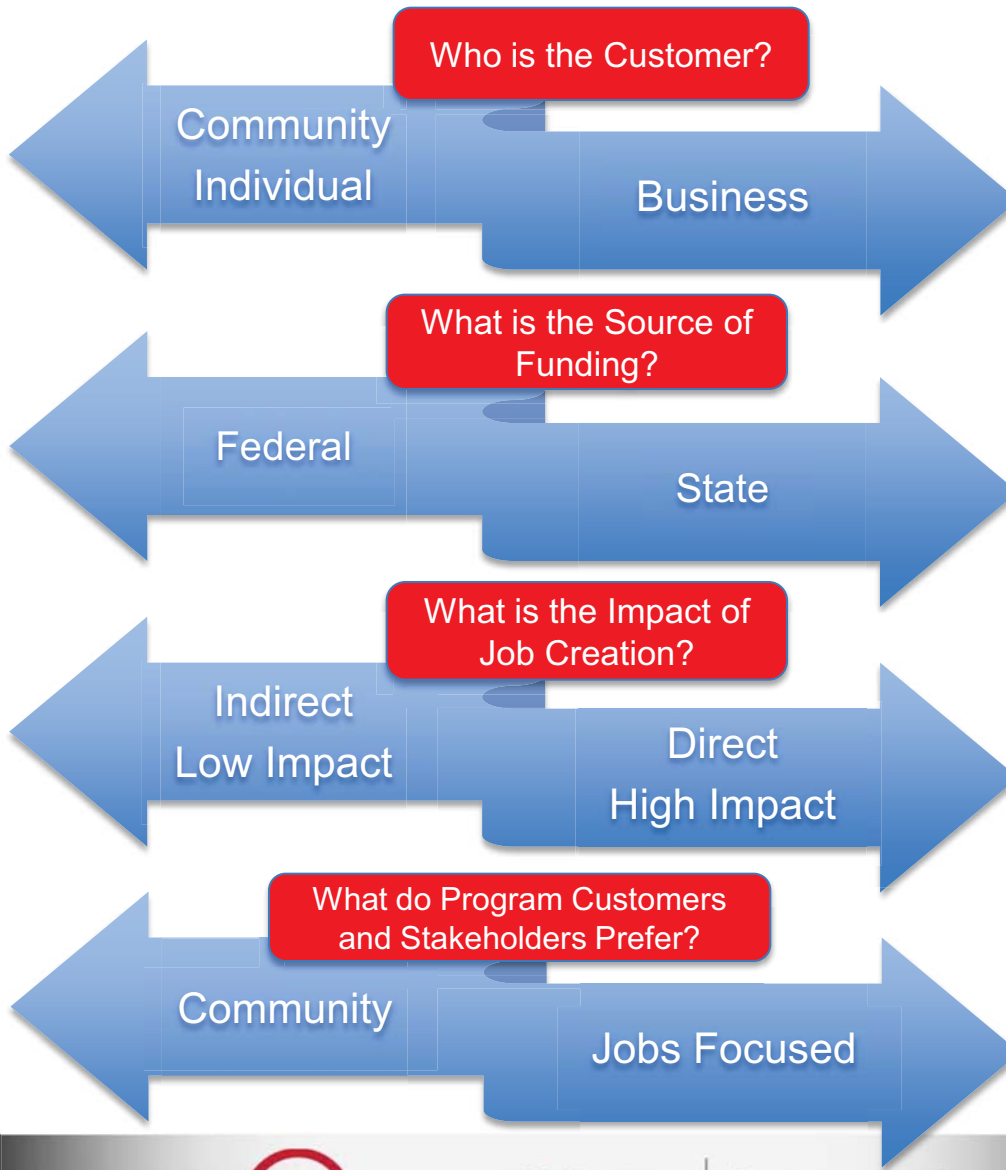 Who is the Customer?
Community
Individual
Business
What is the Source of
Funding?
Federal
State
What is the Impact of
Job Creation?
Indirect
Low Impact
Direct
High Impact
What do Program Customers
and Stakeholders Prefer?
Community
Jobs Focused